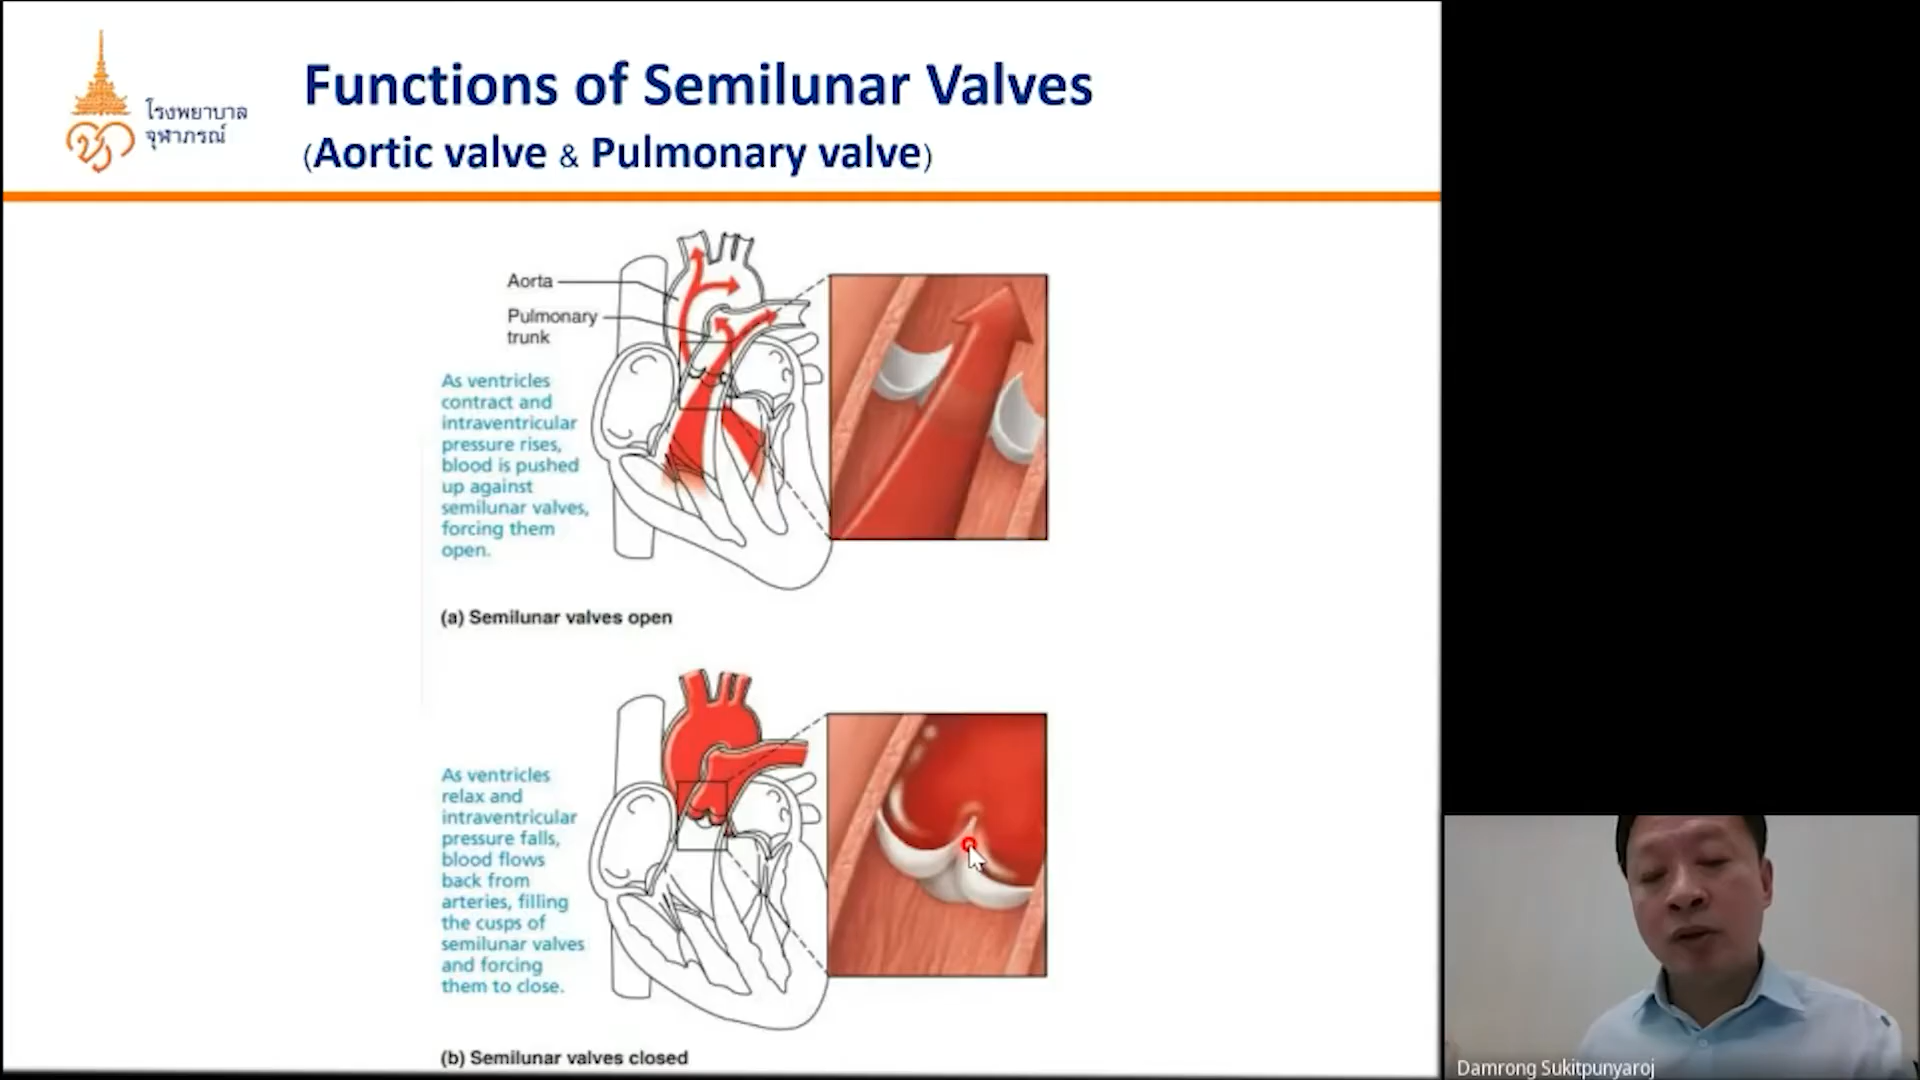 โรงพยาบาล
จุฬาภรณ์
Functions of Semilunar Valves
(Aortic valve & Pulmonary valve)
Aorta
Pulmonary
trunk
As ventricles
contract and
intraventricular
pressure rises,
blood is pushed
up against
semilunar valves,
forcing them
open.
(a) Semilunar valves open
As ventricles
relax and
intraventricular
pressure falls,
blood flows
back from
arteries, filling
the cusps of
semilunar valves
and forcing
them to close.
(b) Semilunar valves closed
Damrong Sukitpunyaroj